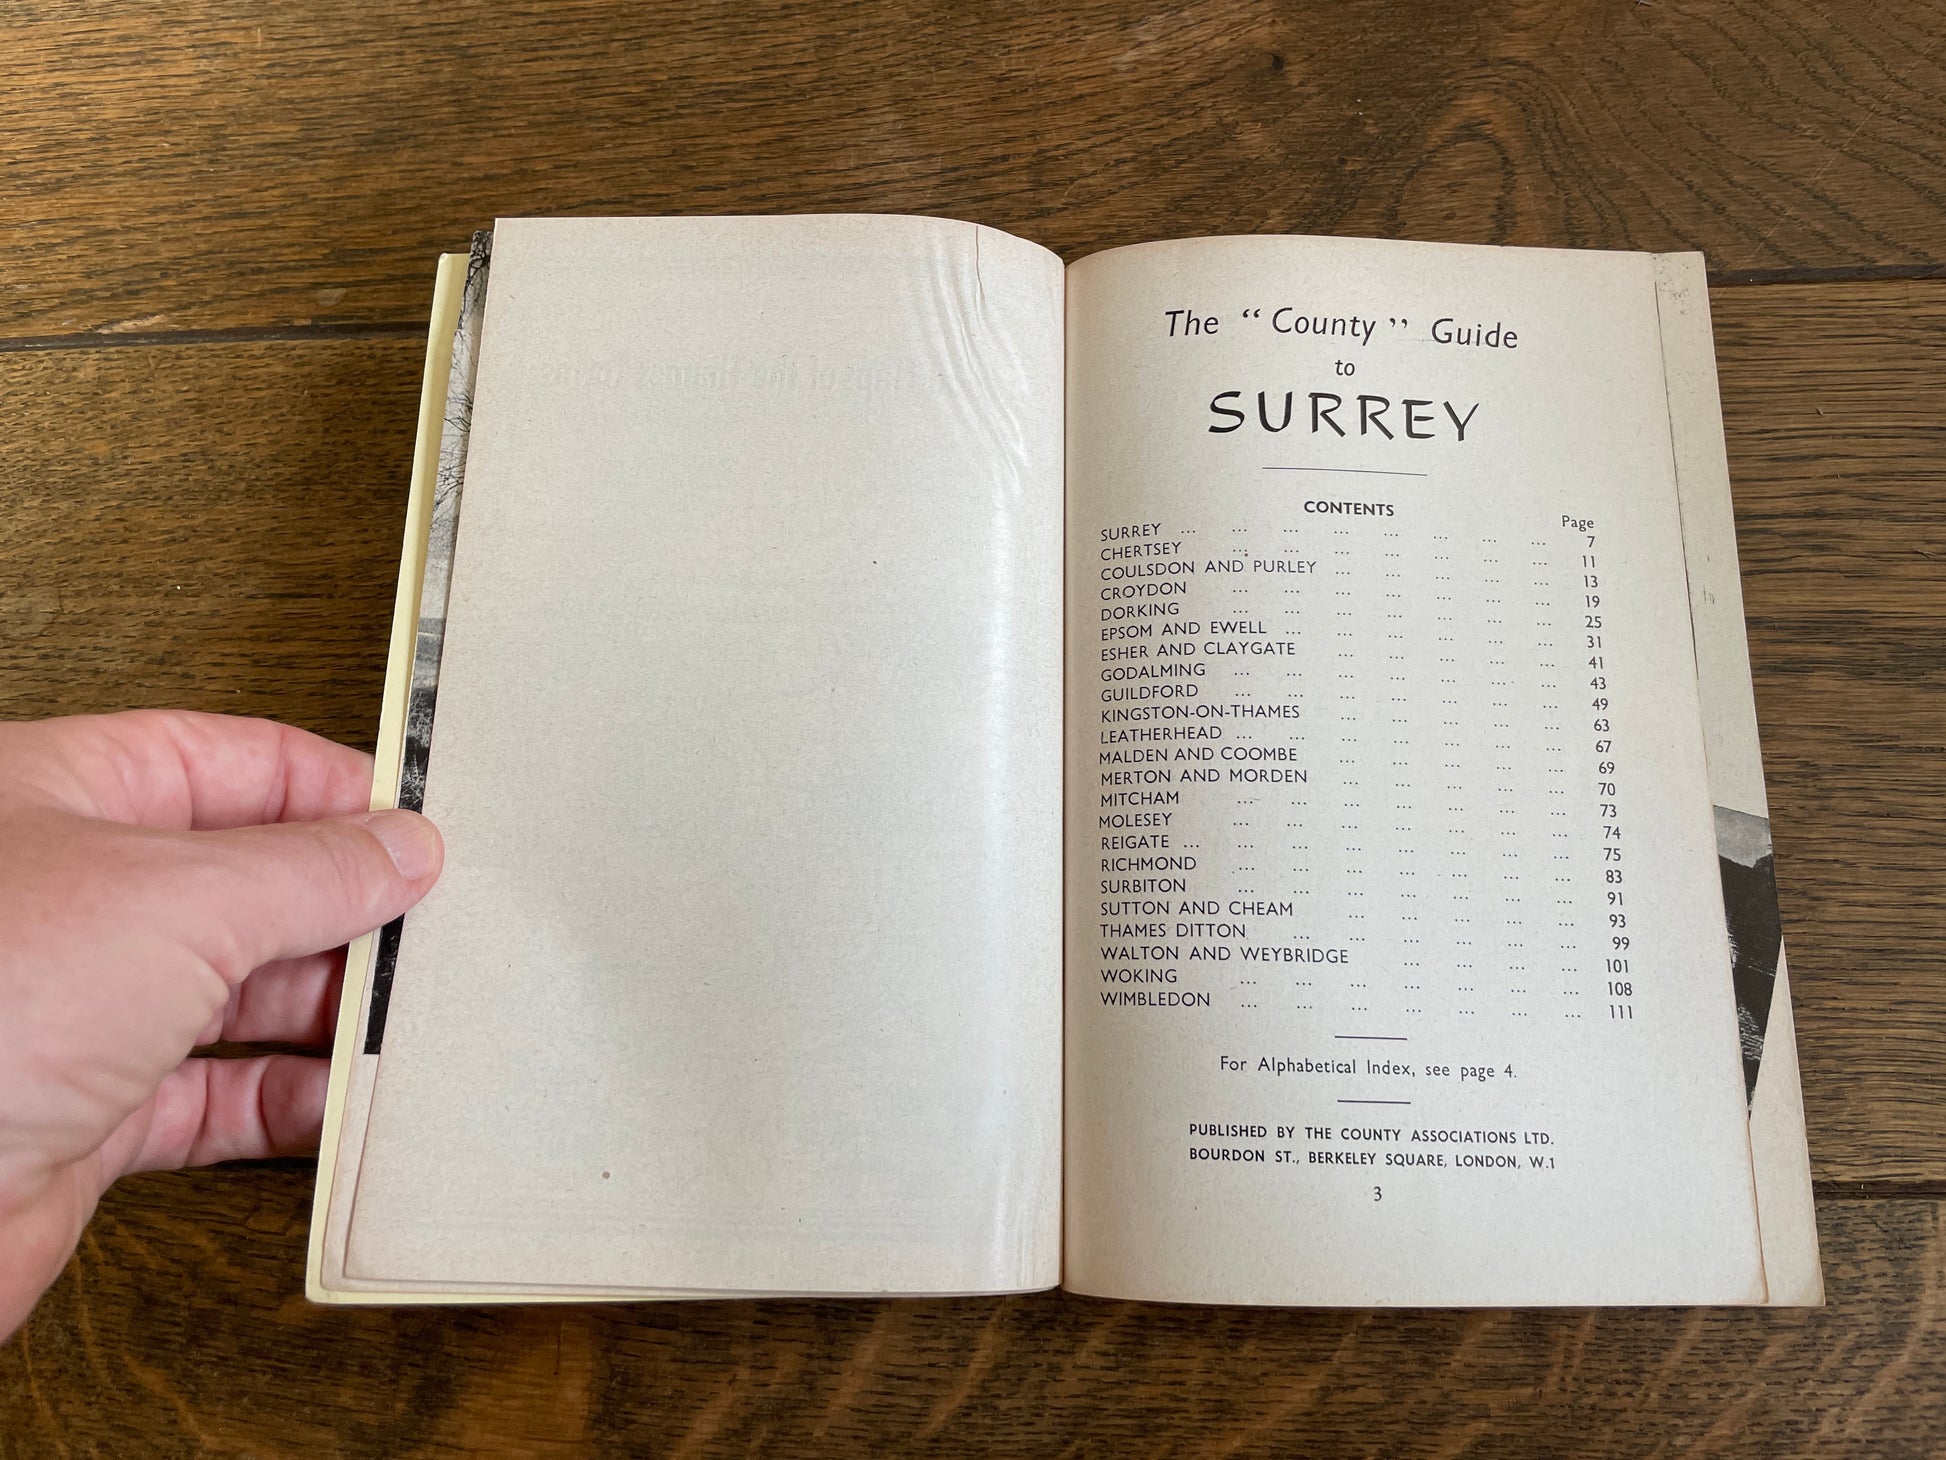 The “County” Guide
to
SURREY
CONTENTS
Page
SURREY ... ... ... ... ... ... ... ... 7
CHERTSEY ... ... ... ... ... ... ... 11
COULSDON AND PURLEY ... ... ... ... ... 13
CROYDON ... ... ... ... ... ... ... 19
DORKING ... ... ... ... ... ... ... 25
EPSOM AND EWELL ... ... ... ... ... ... 31
ESHER AND CLAYGATE ... ... ... ... ... 41
GODALMING ... ... ... ... ... ... ... 43
GUILDFORD ... ... ... ... ... ... ... 49
KINGSTON-ON-THAMES ... ... ... ... ... 63
LEATHERHEAD ... ... ... ... ... ... ... 67
MALDEN AND COOMBE ... ... ... ... ... 69
MERTON AND MORDEN ... ... ... ... ... 70
MITCHAM ... ... ... ... ... ... ... 73
MOLESEY ... ... ... ... ... ... ... 74
REIGATE ... ... ... ... ... ... ... ... 75
RICHMOND ... ... ... ... ... ... ... 83
SURBITON ... ... ... ... ... ... ... 91
SUTTON AND CHEAM ... ... ... ... ... 93
THAMES DITTON ... ... ... ... ... ... 99
WALTON AND WEYBRIDGE ... ... ... ... 101
WOKING ... ... ... ... ... ... ... 108
WIMBLEDON ... ... ... ... ... ... ... 111
For Alphabetical Index, see page 4.
PUBLISHED BY THE COUNTY ASSOCIATIONS LTD.
BOURDON ST., BERKELEY SQUARE, LONDON, W.1
3